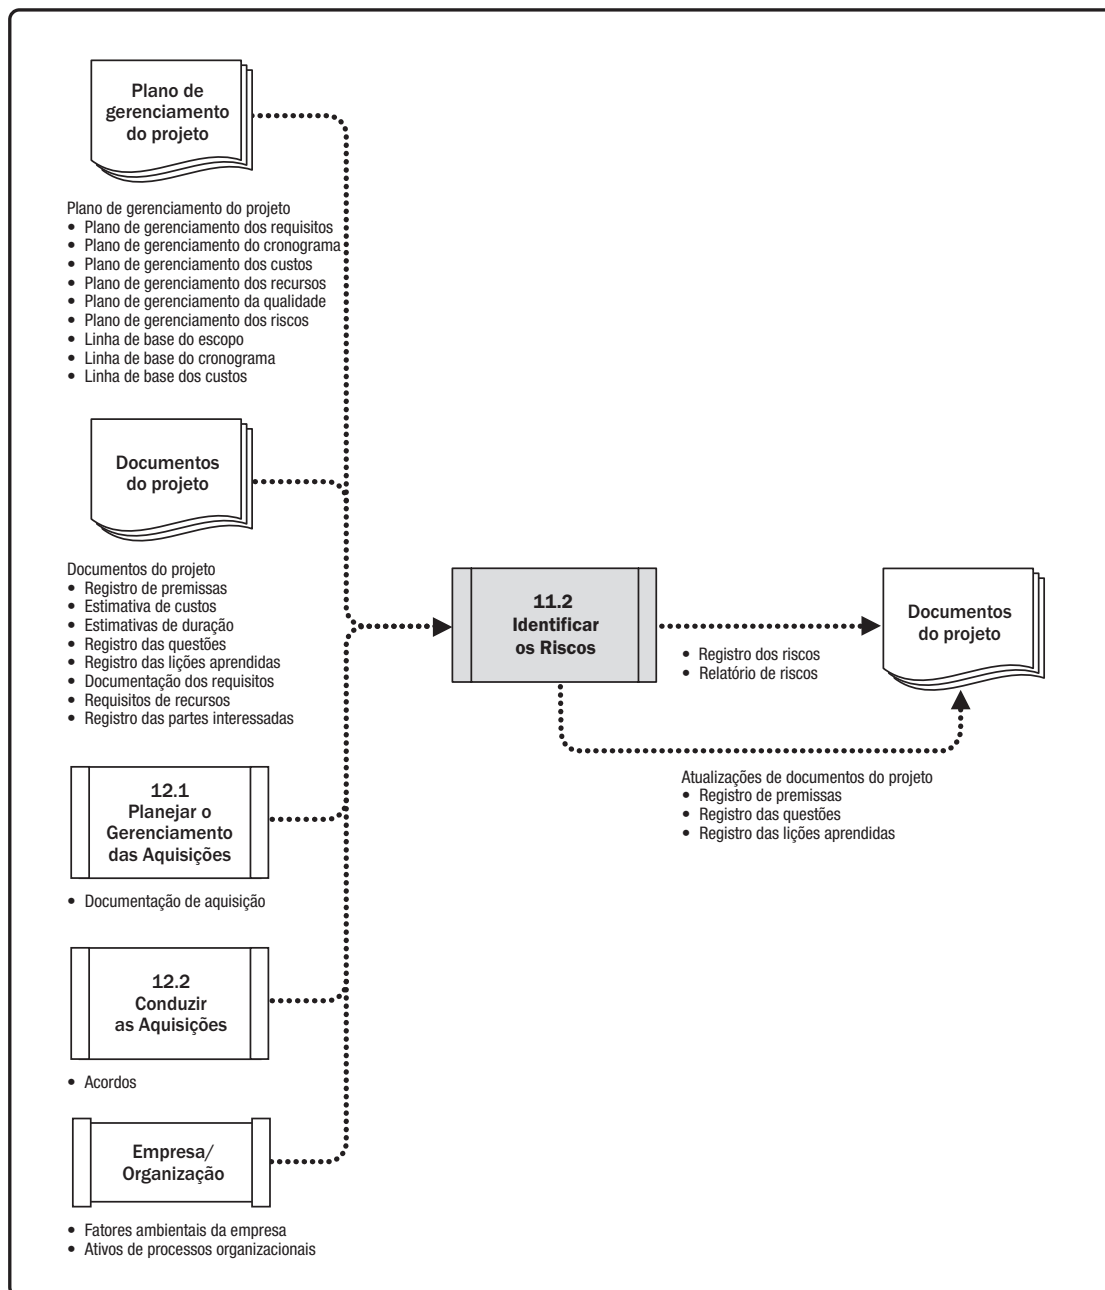 Plano de
gerenciamento
do projeto
Plano de gerenciamento do projeto
• Plano de gerenciamento dos requisitos
• Plano de gerenciamento do cronograma
• Plano de gerenciamento dos custos
• Plano de gerenciamento dos recursos
• Plano de gerenciamento da qualidade
• Plano de gerenciamento dos riscos
• Linha de base do escopo
• Linha de base do cronograma
• Linha de base dos custos
Documentos
do projeto
Documentos do projeto
• Registro de premissas
• Estimativa de custos
• Estimativas de duração
• Registro das questões
• Registro das lições aprendidas
• Documentação dos requisitos
• Requisitos de recursos
• Registro das partes interessadas
12.1
Planejar o
Gerenciamento
das Aquisições
• Documentação de aquisição
12.2
Conduzir
as Aquisições
• Acordos
Empresa/
Organização
• Fatores ambientais da empresa
• Ativos de processos organizacionais
11.2
Identificar
os Riscos
• Registro dos riscos
• Relatório de riscos
Documentos
do projeto
Atualizações de documentos do projeto
• Registro de premissas
• Registro das questões
• Registro das lições aprendidas